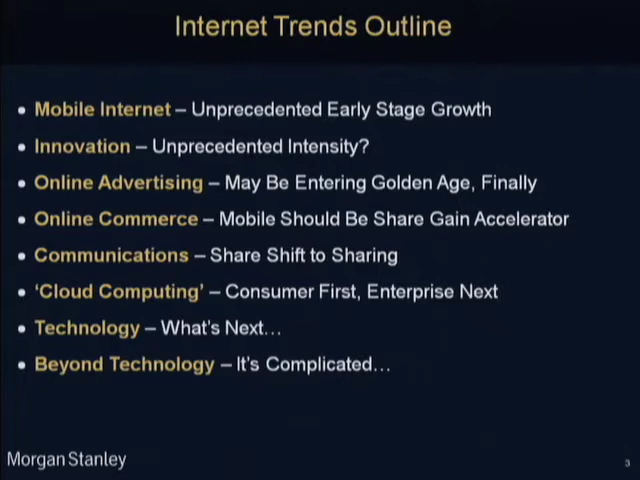 Internet Trends Outline
• Mobile Internet – Unprecedented Early Stage Growth
• Innovation – Unprecedented Intensity?
• Online Advertising – May Be Entering Golden Age, Finally
• Online Commerce – Mobile Should Be Share Gain Accelerator
• Communications – Share Shift to Sharing
• ‘Cloud Computing’ – Consumer First, Enterprise Next
• Technology – What’s Next…
• Beyond Technology – It’s Complicated…
Morgan Stanley
3